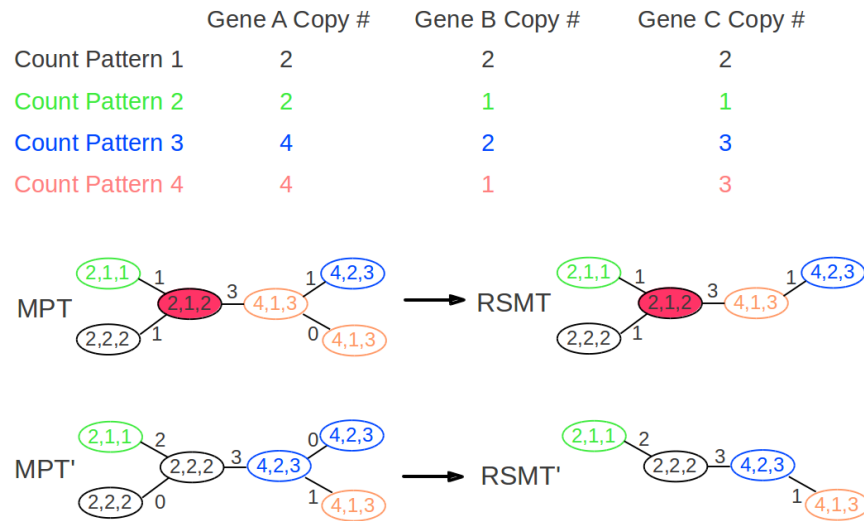 Gene A Copy # Gene B Copy # Gene C Copy #
Count Pattern 1 2 2 2
Count Pattern 2 2 1 1
Count Pattern 3 4 2 3
Count Pattern 4 4 1 3
2,1,1 1 1 4,2,3 2,1,1 1 1 4,2,3
MPT 2,1,2 3 4,1,3 RSMT 2,1,2 3 4,1,3
2,2,2 1 0 4,1,3 2,2,2 1
2,1,1 2 0 4,2,3 2,1,1 2
MPT' 2,2,2 3 4,2,3 RSMT' 2,2,2 3 4,2,3
2,2,2 0 1 4,1,3 1 4,1,3